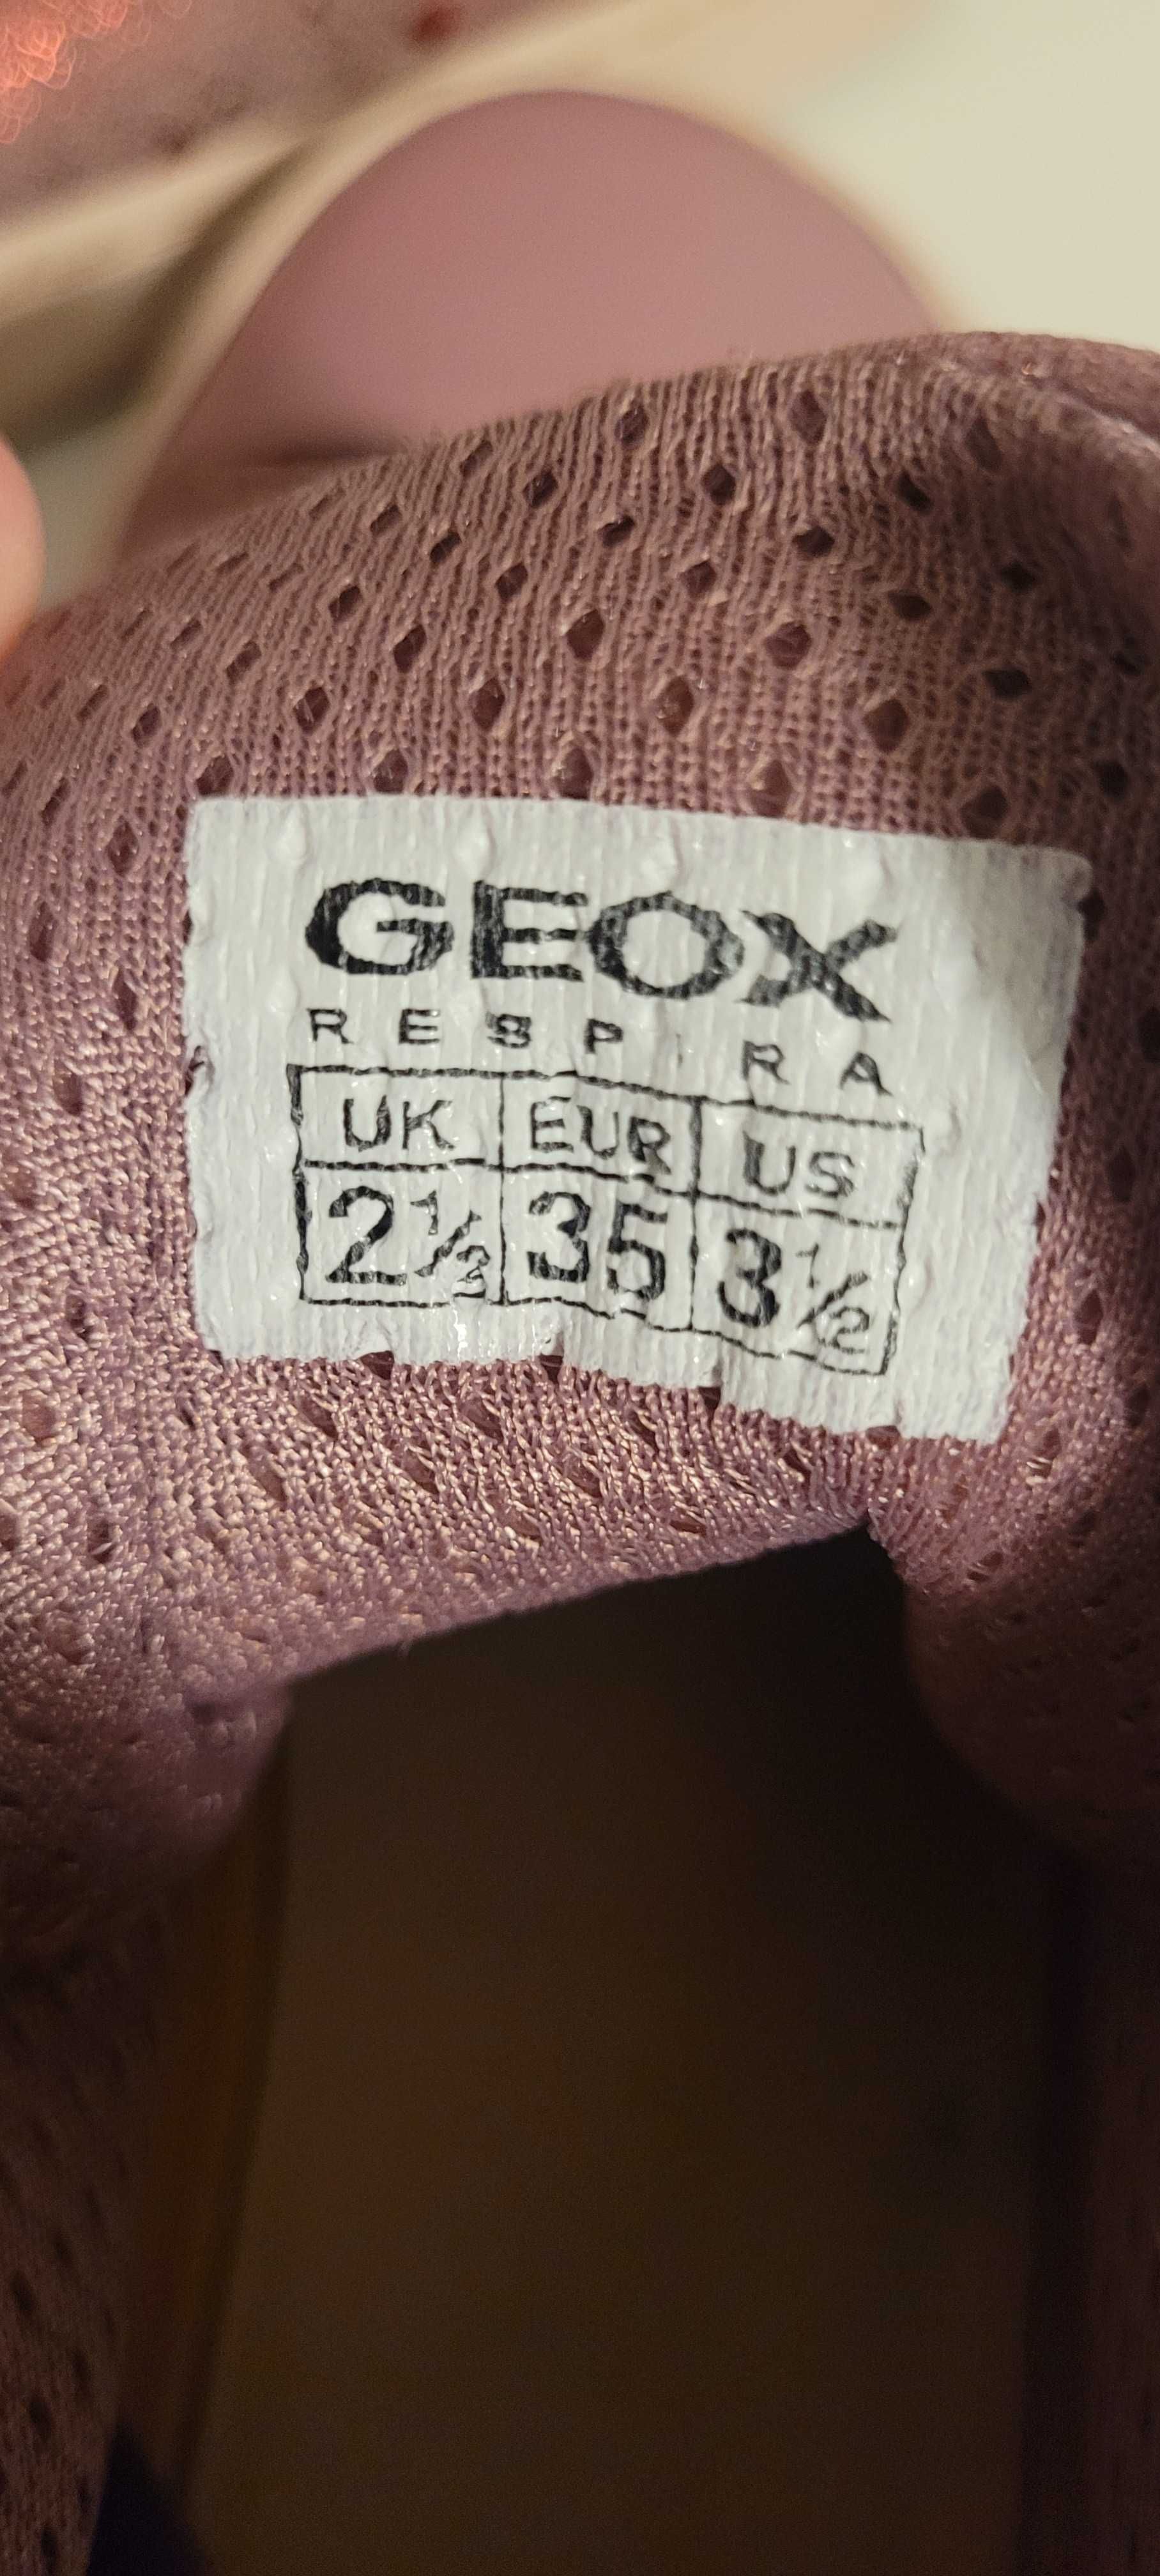 GEOX
RESPIRA
UK EUR US
2½ 35 3½